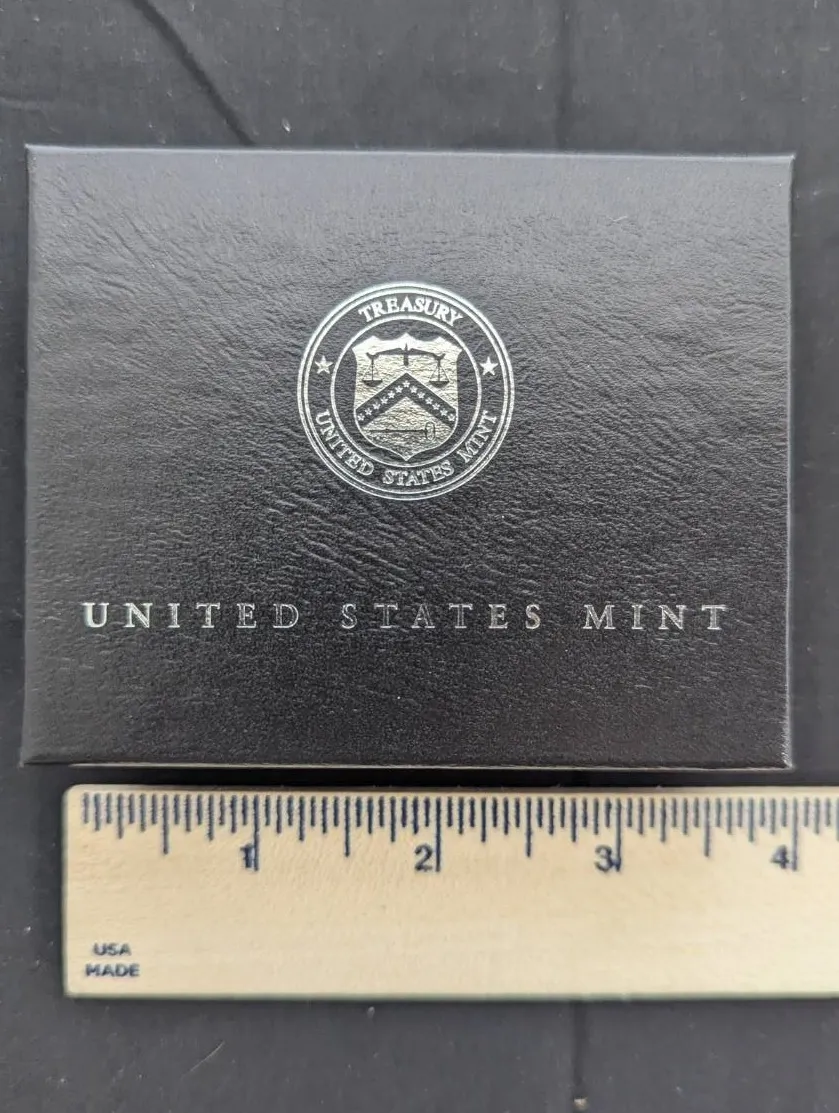 TREASURY
UNITED STATES MINT
UNITED STATES MINT
1 2 3 4
USA
MADE